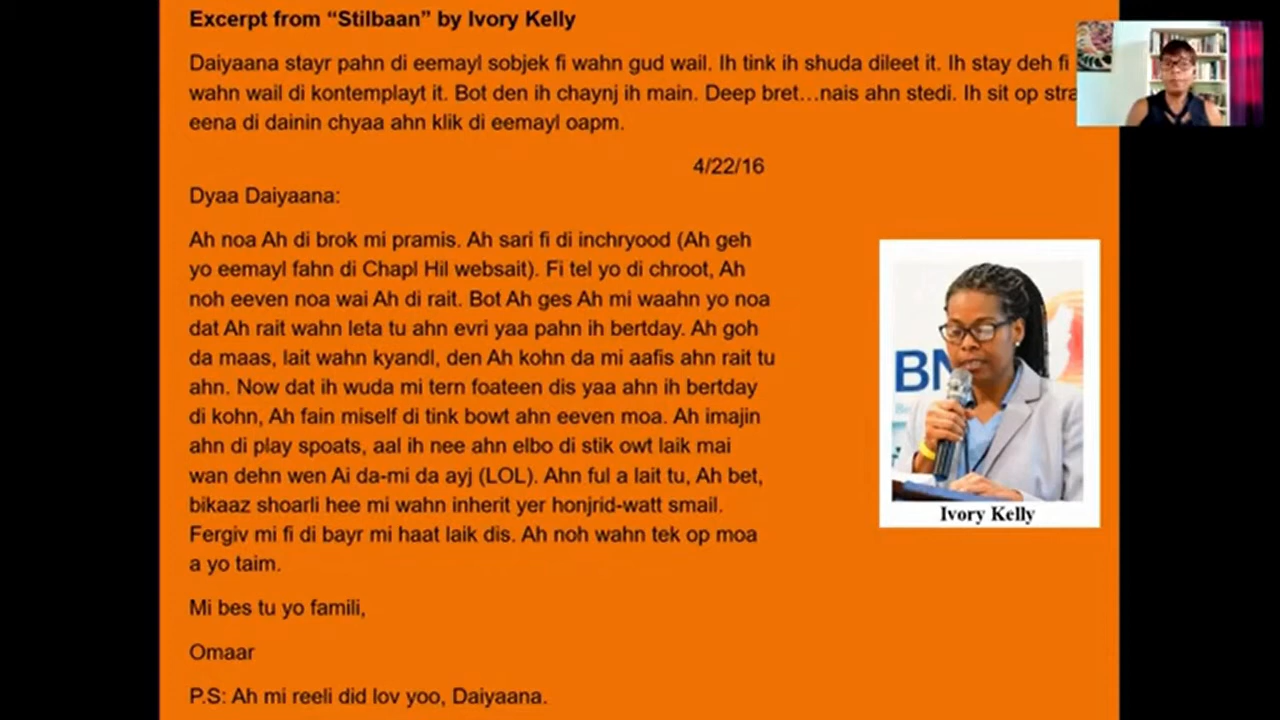 Excerpt from “Stilbaan” by Ivory Kelly
Daiyaana stayr pahn di eemayl sobjek fi wahn gud wail. Ih tink ih shuda dileet it. Ih stay deh fi
wahn wail di kontemplayt it. Bot den ih chaynj ih main. Deep bret…nais ahn stedi. Ih sit op
eena di dainin chyaa ahn klik di eemayl oapm.
4/22/16
Dyaa Daiyaana:
Ah noa Ah di brok mi pramis. Ah sari fi di inchryood (Ah geh
yo eemayl fahn di Chapl Hil websait). Fi tel yo di chroot, Ah
noh eeven noa wai Ah di rait. Bot Ah ges Ah mi waahn yo noa
dat Ah rait wahn leta tu ahn evri yaa pahn ih bertday. Ah goh
da maas, lait wahn kyandl, den Ah kohn da mi aafis ahn rait tu
ahn. Now dat ih wuda mi tern foateen dis yaa ahn ih bertday
di kohn, Ah fain miself di tink bowt ahn eeven moa. Ah imajin
ahn di play spoats, aal ih nee ahn elbo di stik owt laik mai
wan dehn wen Ai da-mi da ayj (LOL). Ahn ful a lait tu, Ah bet,
bikaaz shoarli hee mi wahn inherit yer honjrid-watt smail.
Fergiv mi fi di bayr mi haat laik dis. Ah noh wahn tek op moa
a yo taim.
Mi bes tu yo famili,
Omaar
P.S: Ah mi reeli did lov yoo, Daiyaana.
BN
Ivory Kelly